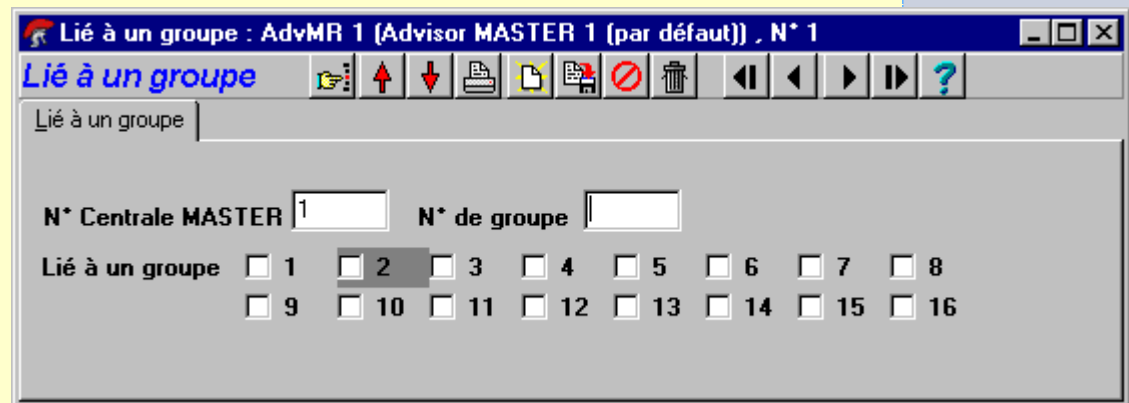 Lié à un groupe : AdvMR 1 (Advisor MASTER 1 (par défaut)) , N° 1
Lié à un groupe
Lié à un groupe
N° Centrale MASTER 1 N° de groupe
Lié à un groupe 1 2 3 4 5 6 7 8
9 10 11 12 13 14 15 16